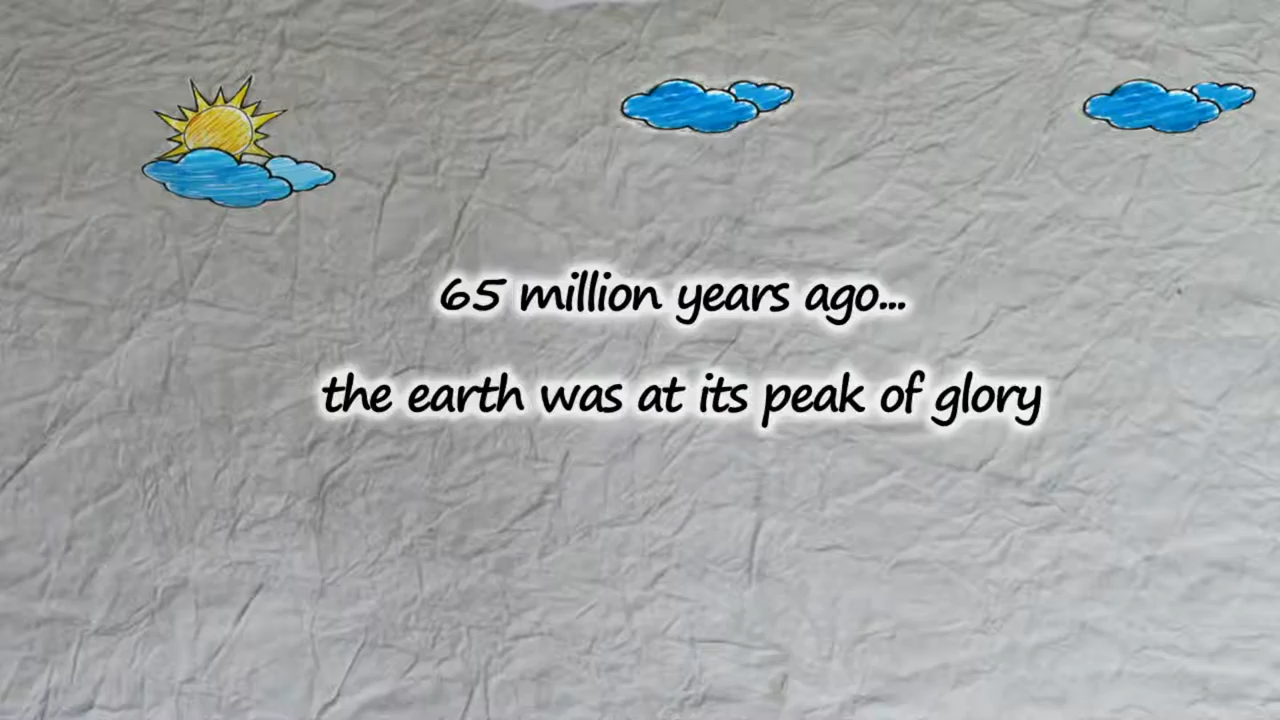 65 million years ago...
the earth was at its peak of glory